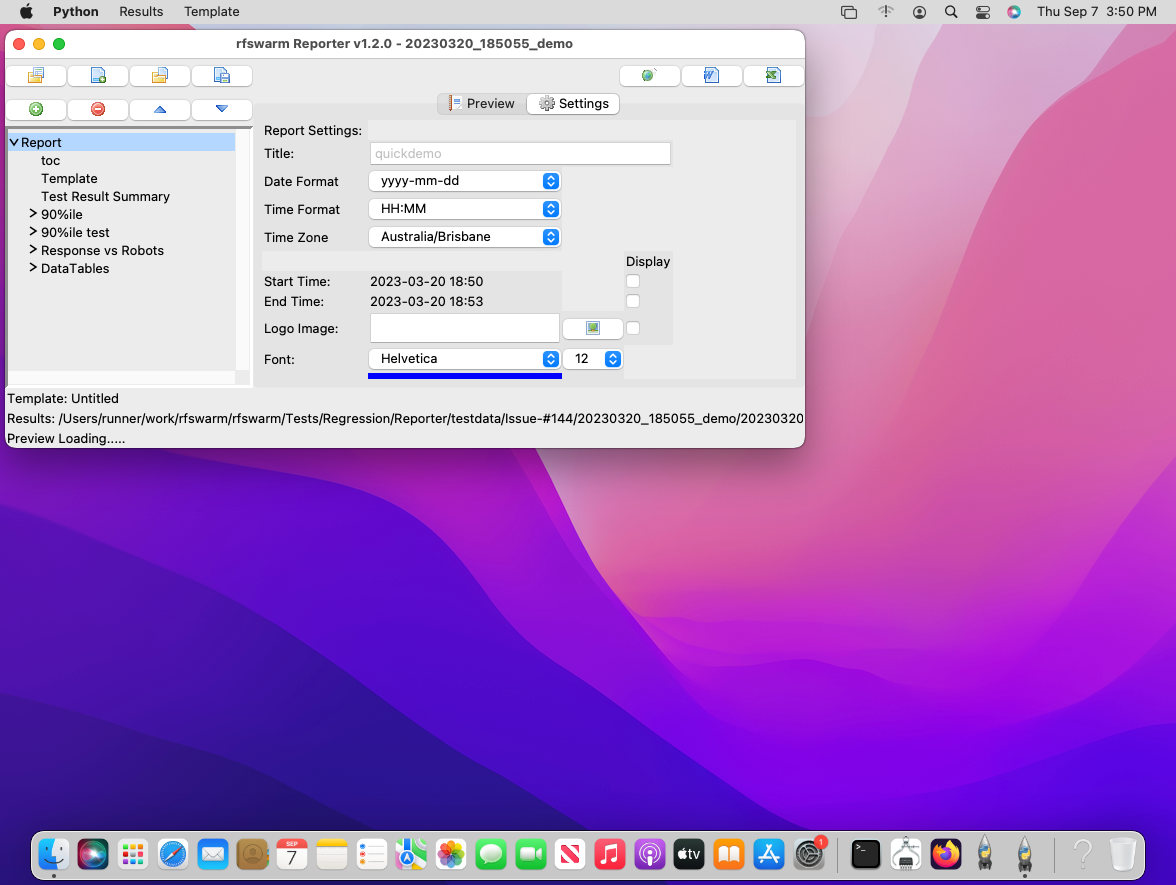 Python Results Template Thu Sep 7 3:50 PM
rfswarm Reporter v1.2.0 - 20230320_185055_demo
Preview Settings
Report
toc
Template
Test Result Summary
90%ile
90%ile test
Response vs Robots
DataTables
Report Settings:
Title: quickdemo
Date Format yyyy-mm-dd
Time Format HH:MM
Time Zone Australia/Brisbane
Display
Start Time: 2023-03-20 18:50
End Time: 2023-03-20 18:53
Logo Image:
Font: Helvetica 12
Template: Untitled
Results: /Users/runner/work/rfswarm/rfswarm/Tests/Regression/Reporter/testdata/Issue-#144/20230320_185055_demo/20230320
Preview Loading.....
SEP
7
tv
1